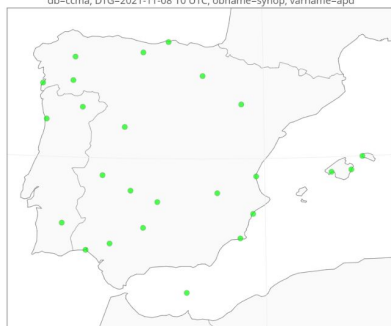 db=ccma, DTG=2021-11-08 10 UTC, obname=synop, varname=apd